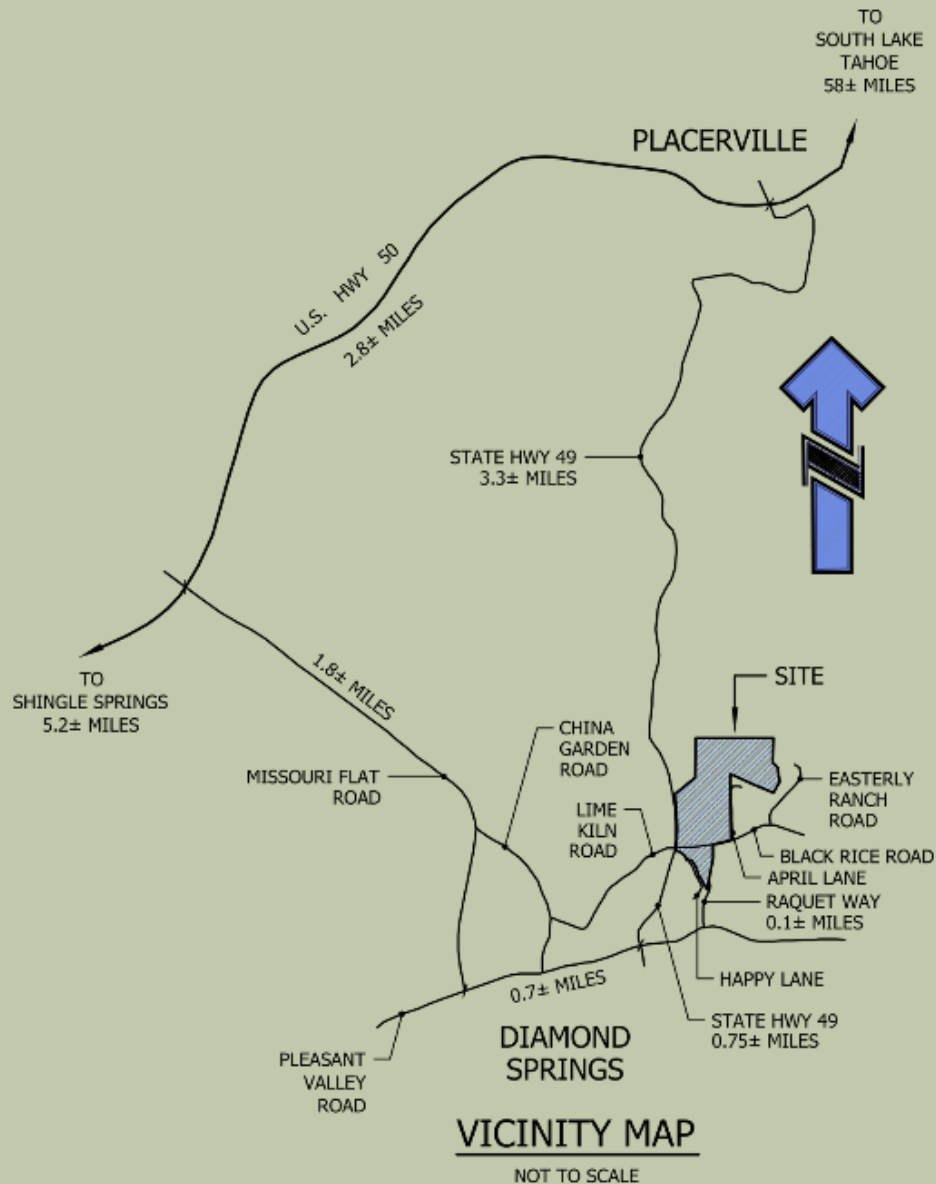 TO
SOUTH LAKE
TAHOE
58± MILES
PLACERVILLE
U.S. HWY 50
2.8± MILES
STATE HWY 49
3.3± MILES
TO
SHINGLE SPRINGS
5.2± MILES
1.8± MILES
SITE
CHINA
GARDEN
ROAD
MISSOURI FLAT
ROAD
EASTERLY
RANCH
ROAD
LIME
KILN
ROAD
BLACK RICE ROAD
APRIL LANE
RAQUET WAY
0.1± MILES
HAPPY LANE
0.7± MILES
STATE HWY 49
0.75± MILES
DIAMOND
SPRINGS
PLEASANT
VALLEY
ROAD
VICINITY MAP
NOT TO SCALE